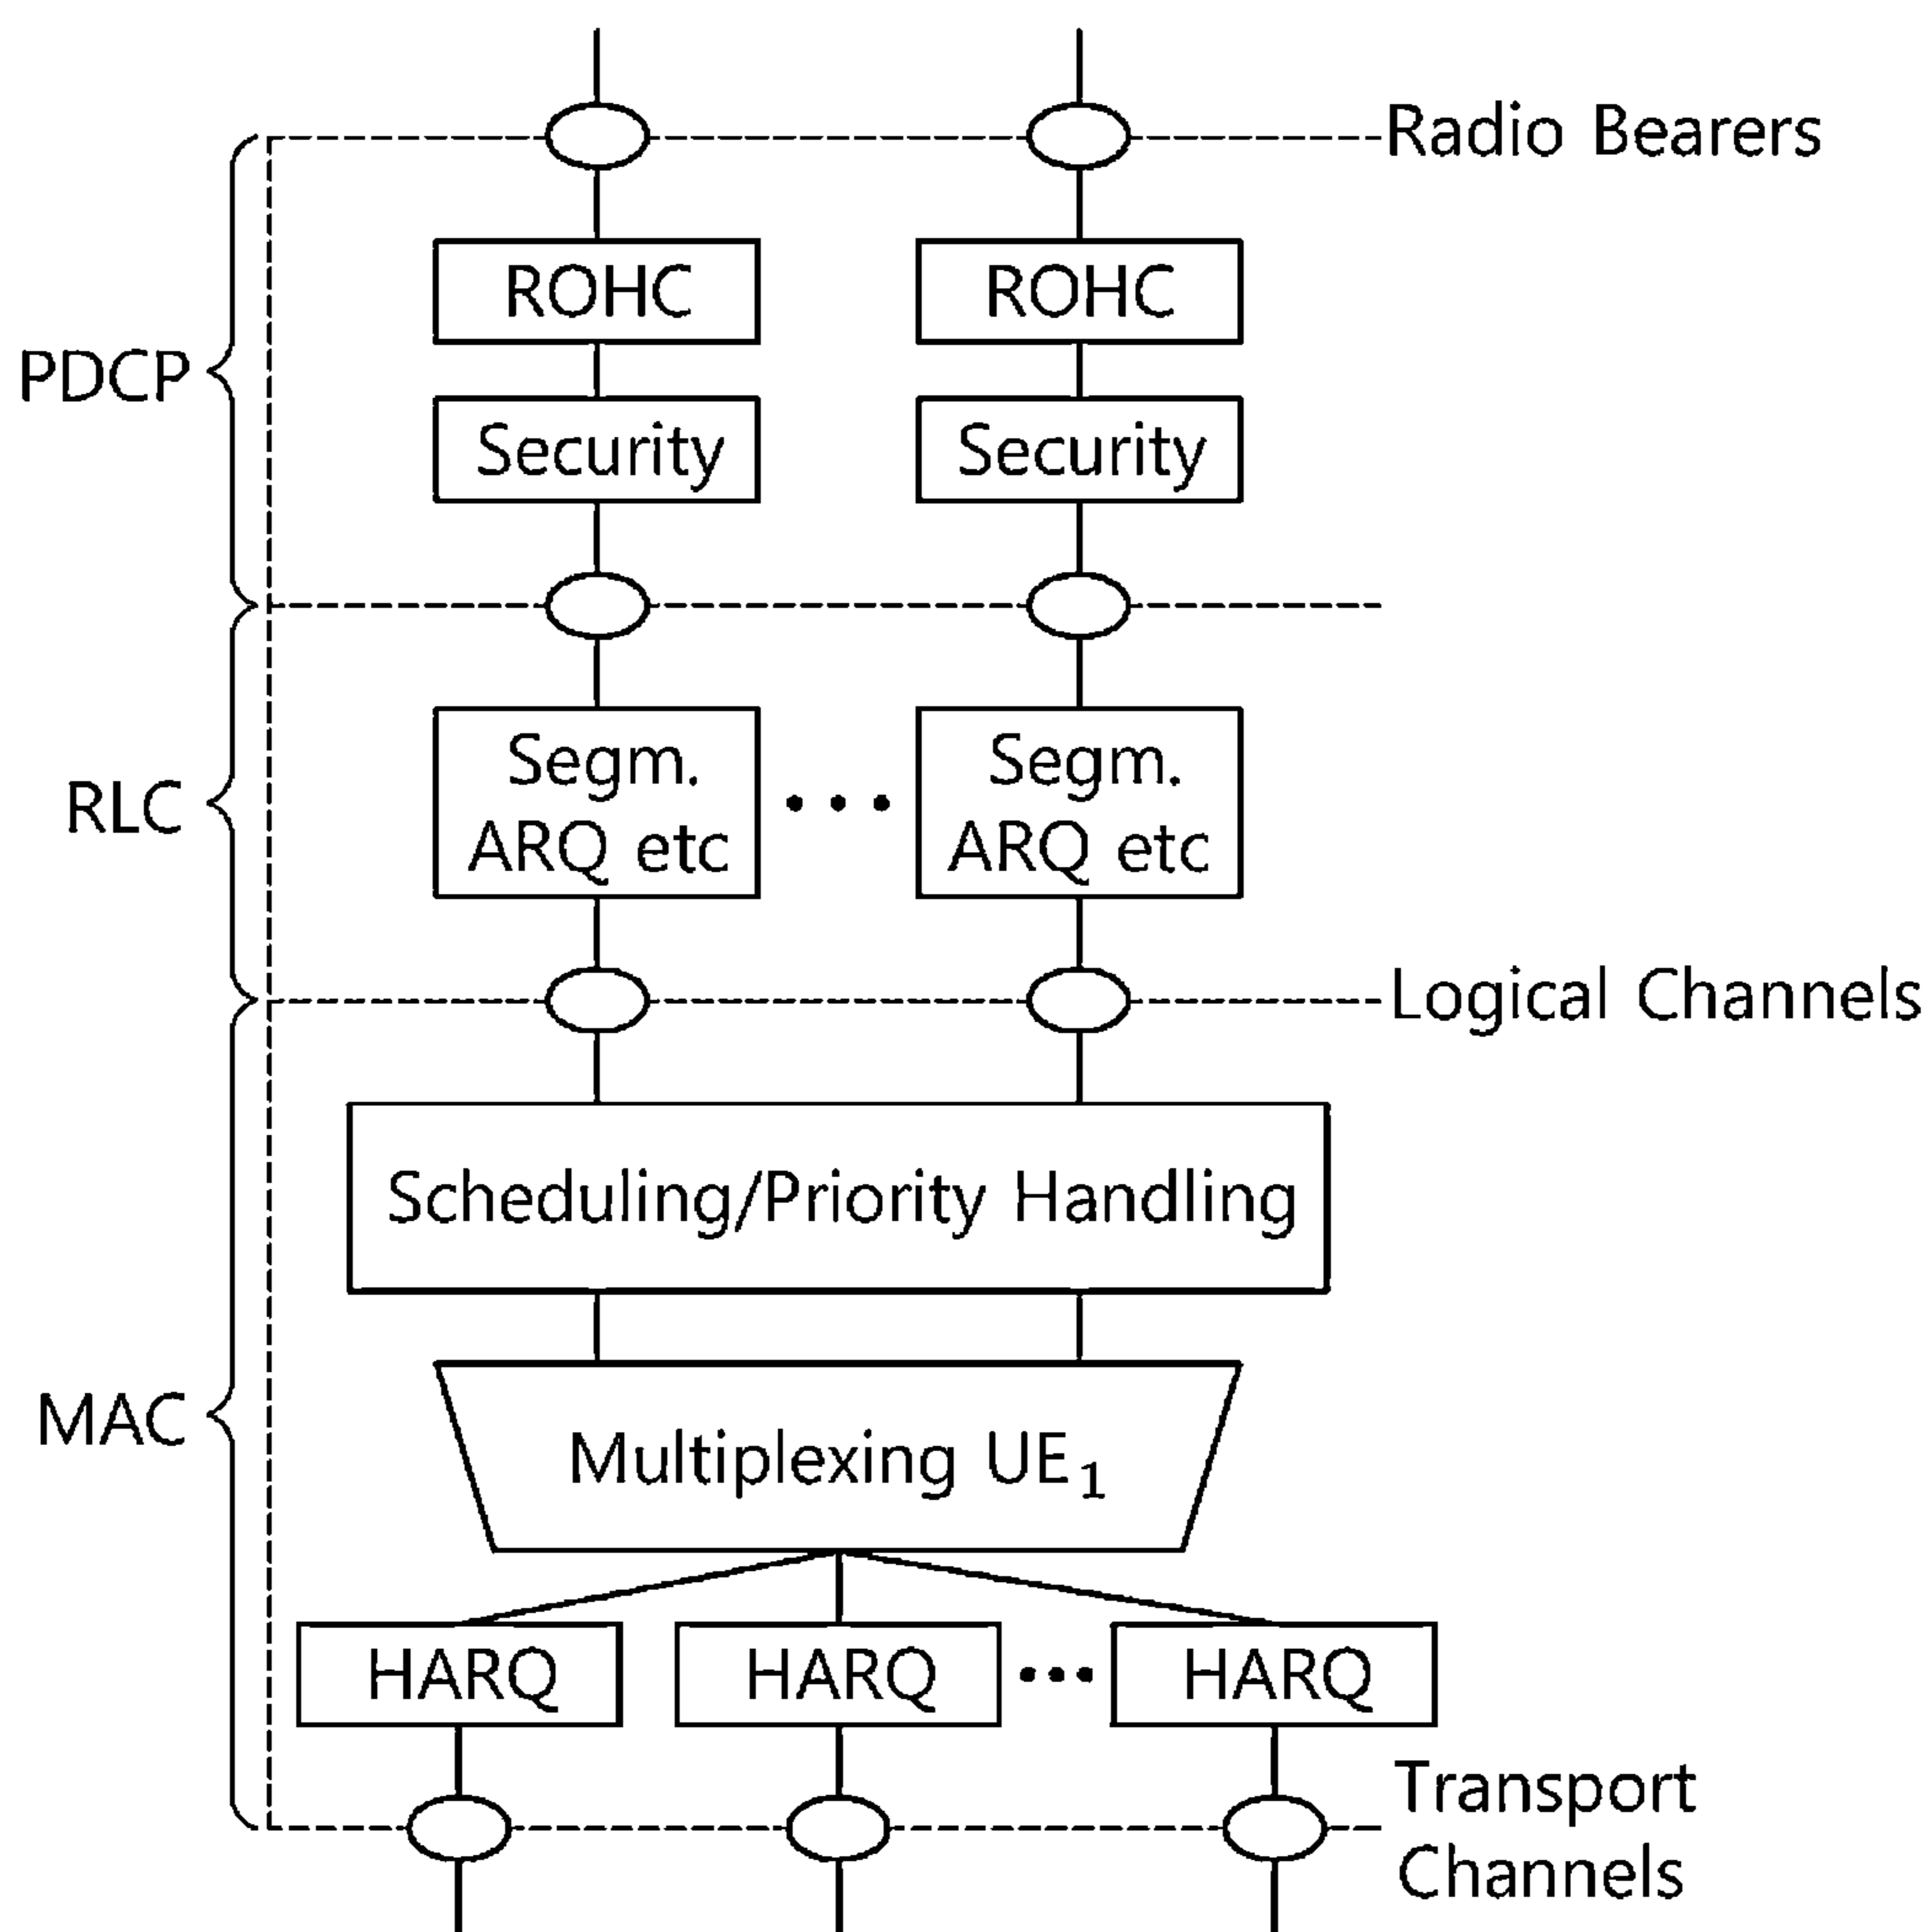 Radio Bearers
ROHC
ROHC
PDCP
Security
Security
Segm.
ARQ etc
Segm.
ARQ etc
RLC
Logical Channels
Scheduling/Priority Handling
MAC
Multiplexing UE1
HARQ
HARQ
HARQ
Transport
Channels